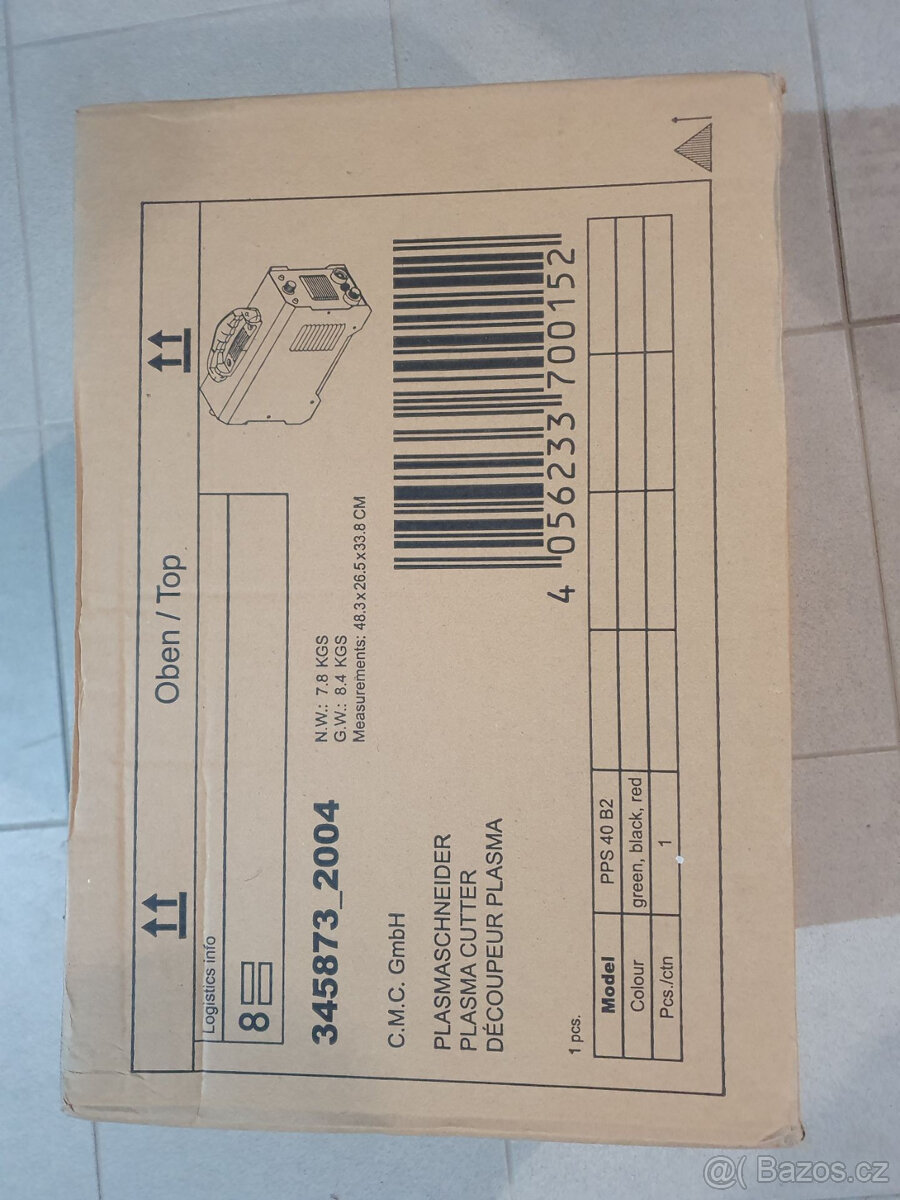 Oben / Top
Logistics info
8
345873_2004
N.W.: 7.8 KGS
G.W.: 8.4 KGS
Measurements: 48.3 x 26.5 x 33.8 CM
C.M.C. GmbH
PLASMASCHNEIDER
PLASMA CUTTER
DÉCOUPEUR PLASMA
4 056233 700152
1 pcs.
Model PPS 40 B2
Colour green, black, red
Pcs./ctn 1
@( Bazos.cz